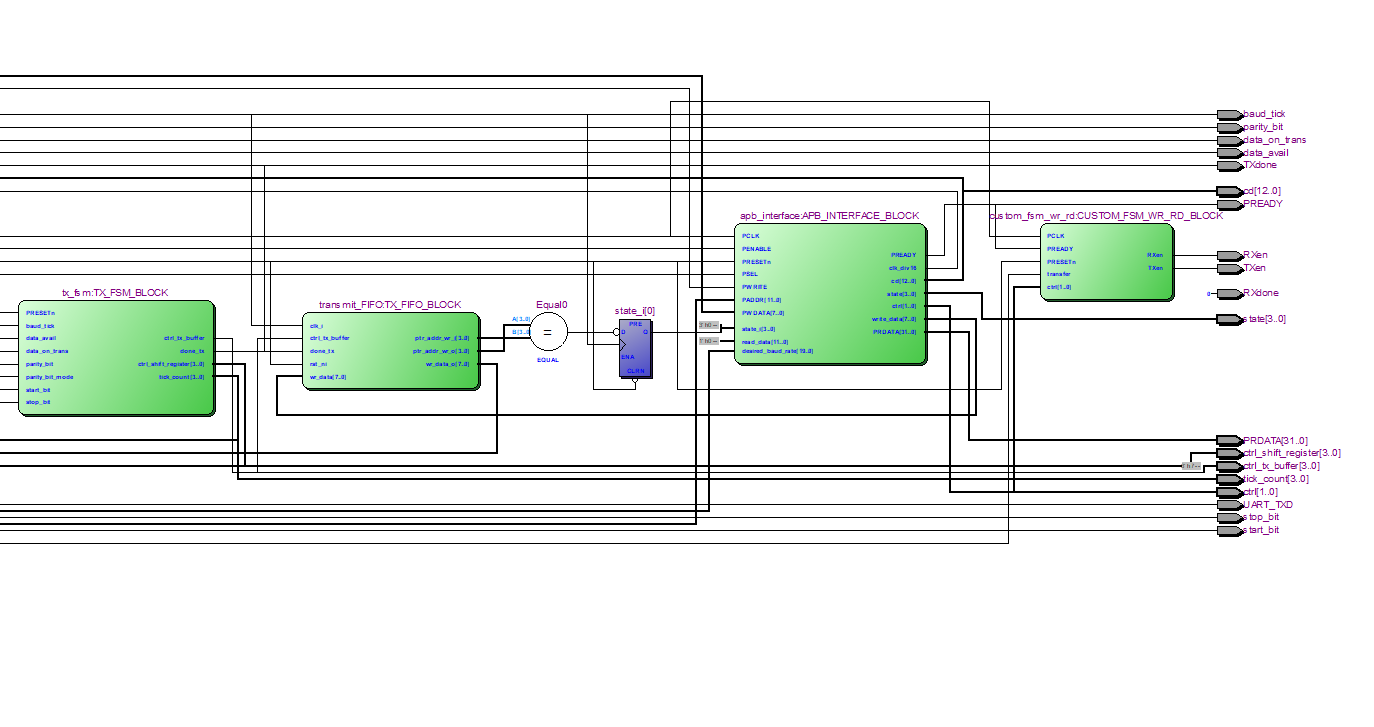 baud_tick
parity_bit
data_on_trans
data_avail
TXdone
cd[12..0]
PREADY
RXen
TXen
0
RXdone
state[3..0]
PRDATA[31..0]
ctrl_shift_register[3..0]
ctrl_tx_buffer[3..0]
tick_count[3..0]
ctrl[1..0]
UART_TXD
stop_bit
start_bit
tx_fsm:TX_FSM_BLOCK
PRESETn
baud_tick
data_avail
data_on_trans
parity_bit
parity_bit_mode
start_bit
stop_bit
ctrl_tx_buffer
done_tx
ctrl_shift_register[3..0]
tick_count[3..0]
transmit_FIFO:TX_FIFO_BLOCK
clk_i
ctrl_tx_buffer
done_tx
rst_ni
wr_data[7..0]
ptr_addr_wr_i[3..0]
ptr_addr_wr_o[3..0]
wr_data_o[7..0]
Equal0
A[3..0]
B[3..0]
=
EQUAL
state_i[0]
PRE
D
Q
ENA
CLRN
apb_interface:APB_INTERFACE_BLOCK
PCLK
PENABLE
PRESETn
PSEL
PWRITE
PADDR[11..0]
PWDATA[7..0]
state_i[3..0]
read_data[11..0]
desired_baud_rate[19..0]
PREADY
clk_div16
cd[12..0]
state[3..0]
ctrl[1..0]
write_data[7..0]
PRDATA[31..0]
custom_fsm_wr_rd:CUSTOM_FSM_WR_RD_BLOCK
PCLK
PREADY
PRESETn
transfer
ctrl[1..0]
RXen
TXen